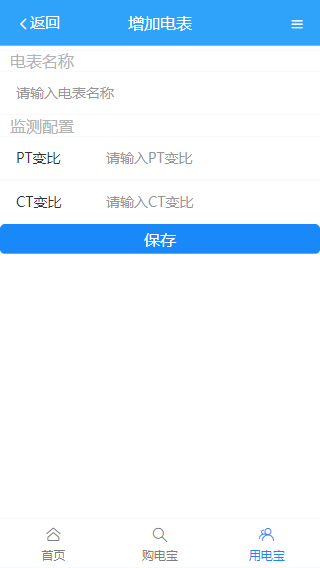 返回 增加电表
电表名称
请输入电表名称
监测配置
PT变比 请输入PT变比
CT变比 请输入CT变比
保存
首页 购电宝 用电宝